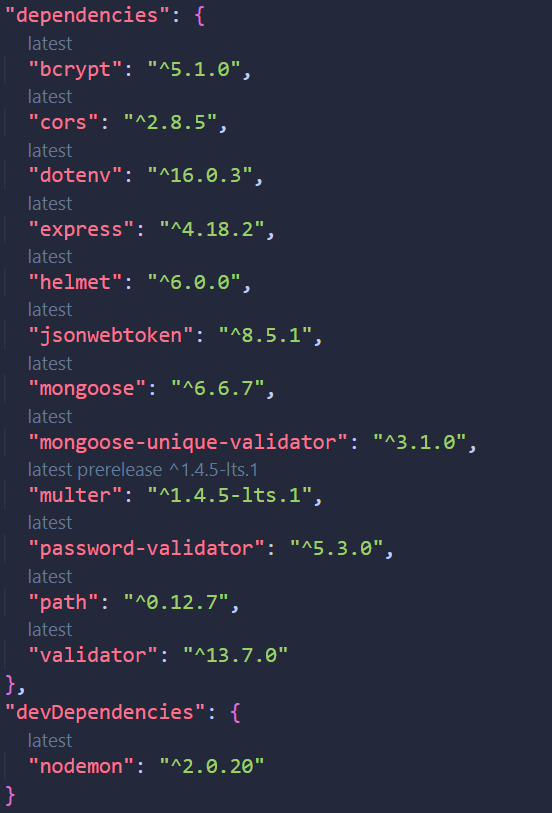 "dependencies": {
latest
"bcrypt": "^5.1.0",
latest
"cors": "^2.8.5",
latest
"dotenv": "^16.0.3",
latest
"express": "^4.18.2",
latest
"helmet": "^6.0.0",
latest
"jsonwebtoken": "^8.5.1",
latest
"mongoose": "^6.6.7",
latest
"mongoose-unique-validator": "^3.1.0",
latest prerelease ^1.4.5-lts.1
"multer": "^1.4.5-lts.1",
latest
"password-validator": "^5.3.0",
latest
"path": "^0.12.7",
latest
"validator": "^13.7.0"
},
"devDependencies": {
latest
"nodemon": "^2.0.20"
}